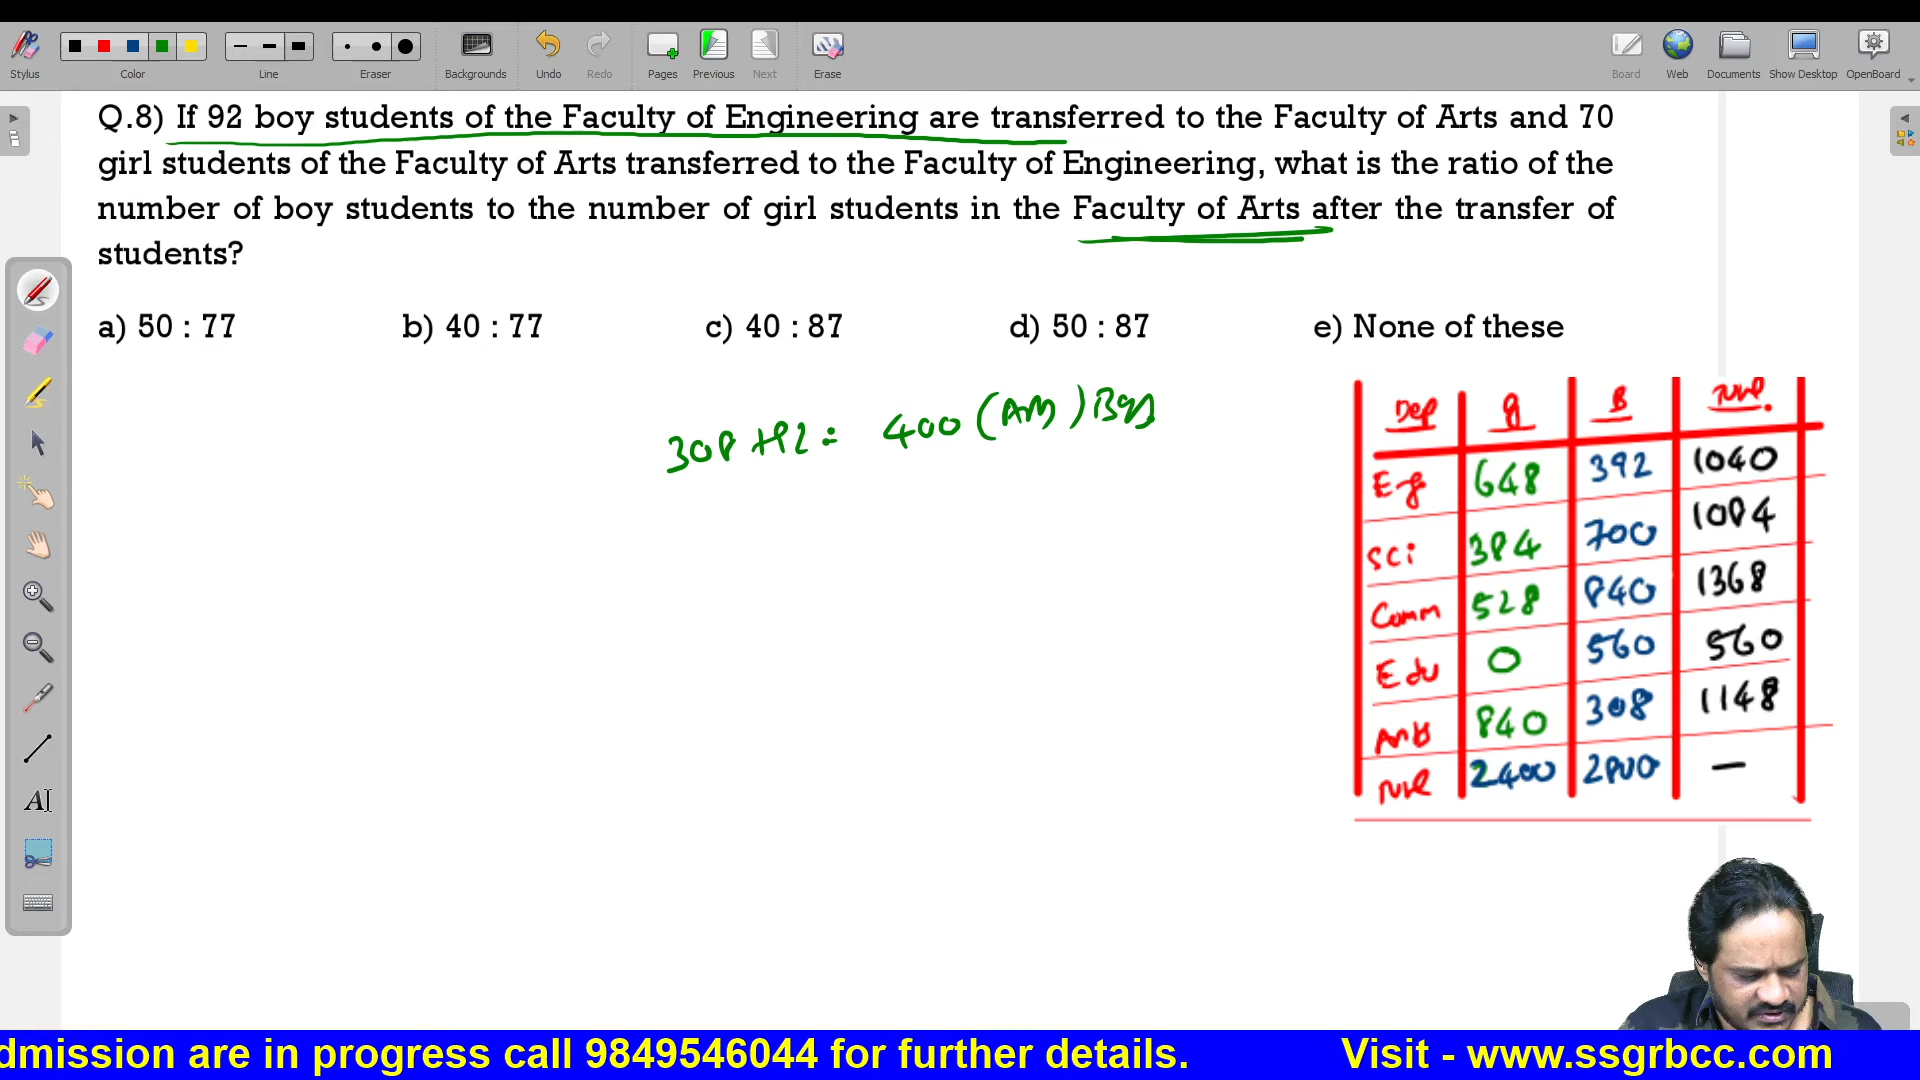 Stylus Color Line Eraser Backgrounds Undo Redo Pages Previous Next Erase Board Web Documents Show Desktop OpenBoard
Q.8) If 92 boy students of the Faculty of Engineering are transferred to the Faculty of Arts and 70
girl students of the Faculty of Arts transferred to the Faculty of Engineering, what is the ratio of the
number of boy students to the number of girl students in the Faculty of Arts after the transfer of
students?
a) 50 : 77 b) 40 : 77 c) 40 : 87 d) 50 : 87 e) None of these
308 + 92 = 400 (Arts) Boys
Dep g B
Eng 648 392 1040
Sci 384 700 1084
Comm 528 840 1368
Edu 0 560 560
Arts 840 308 1148
2400 2800 —
dmission are in progress call 9849546044 for further details. Visit - www.ssgrbcc.com